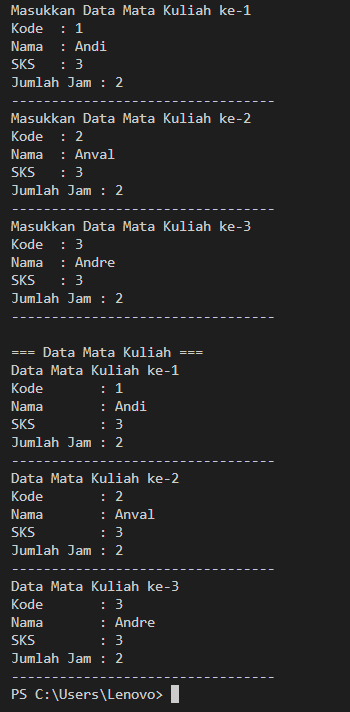 Masukkan Data Mata Kuliah ke-1
Kode  : 1
Nama  : Andi
SKS   : 3
Jumlah Jam : 2
---------------------------------
Masukkan Data Mata Kuliah ke-2
Kode  : 2
Nama  : Anval
SKS   : 3
Jumlah Jam : 2
---------------------------------
Masukkan Data Mata Kuliah ke-3
Kode  : 3
Nama  : Andre
SKS   : 3
Jumlah Jam : 2
---------------------------------
=== Data Mata Kuliah ===
Data Mata Kuliah ke-1
Kode       : 1
Nama       : Andi
SKS        : 3
Jumlah Jam : 2
---------------------------------
Data Mata Kuliah ke-2
Kode       : 2
Nama       : Anval
SKS        : 3
Jumlah Jam : 2
---------------------------------
Data Mata Kuliah ke-3
Kode       : 3
Nama       : Andre
SKS        : 3
Jumlah Jam : 2
---------------------------------
PS C:\Users\Lenovo>